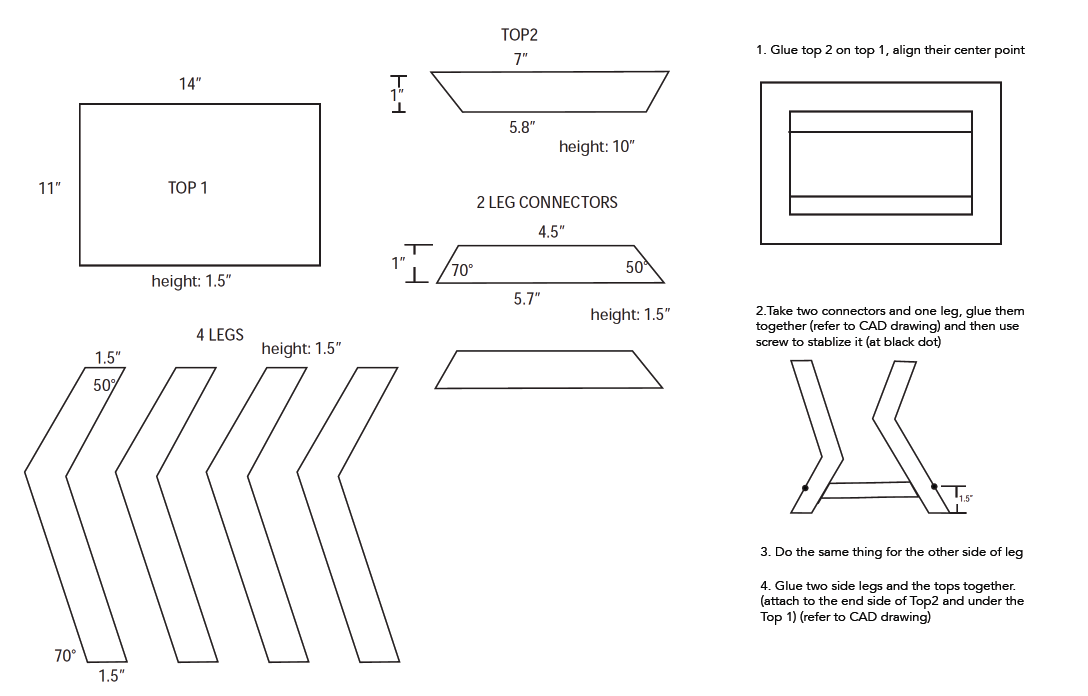 14"
11"
TOP 1
height: 1.5"
TOP2
7"
1"
5.8"
height: 10"
2 LEG CONNECTORS
4.5"
1"
70°
50°
5.7"
height: 1.5"
4 LEGS
height: 1.5"
1.5"
50°
70°
1.5"
1. Glue top 2 on top 1, align their center point
2.Take two connectors and one leg, glue them
together (refer to CAD drawing) and then use
screw to stablize it (at black dot)
1.5"
3. Do the same thing for the other side of leg
4. Glue two side legs and the tops together.
(attach to the end side of Top2 and under the
Top 1) (refer to CAD drawing)